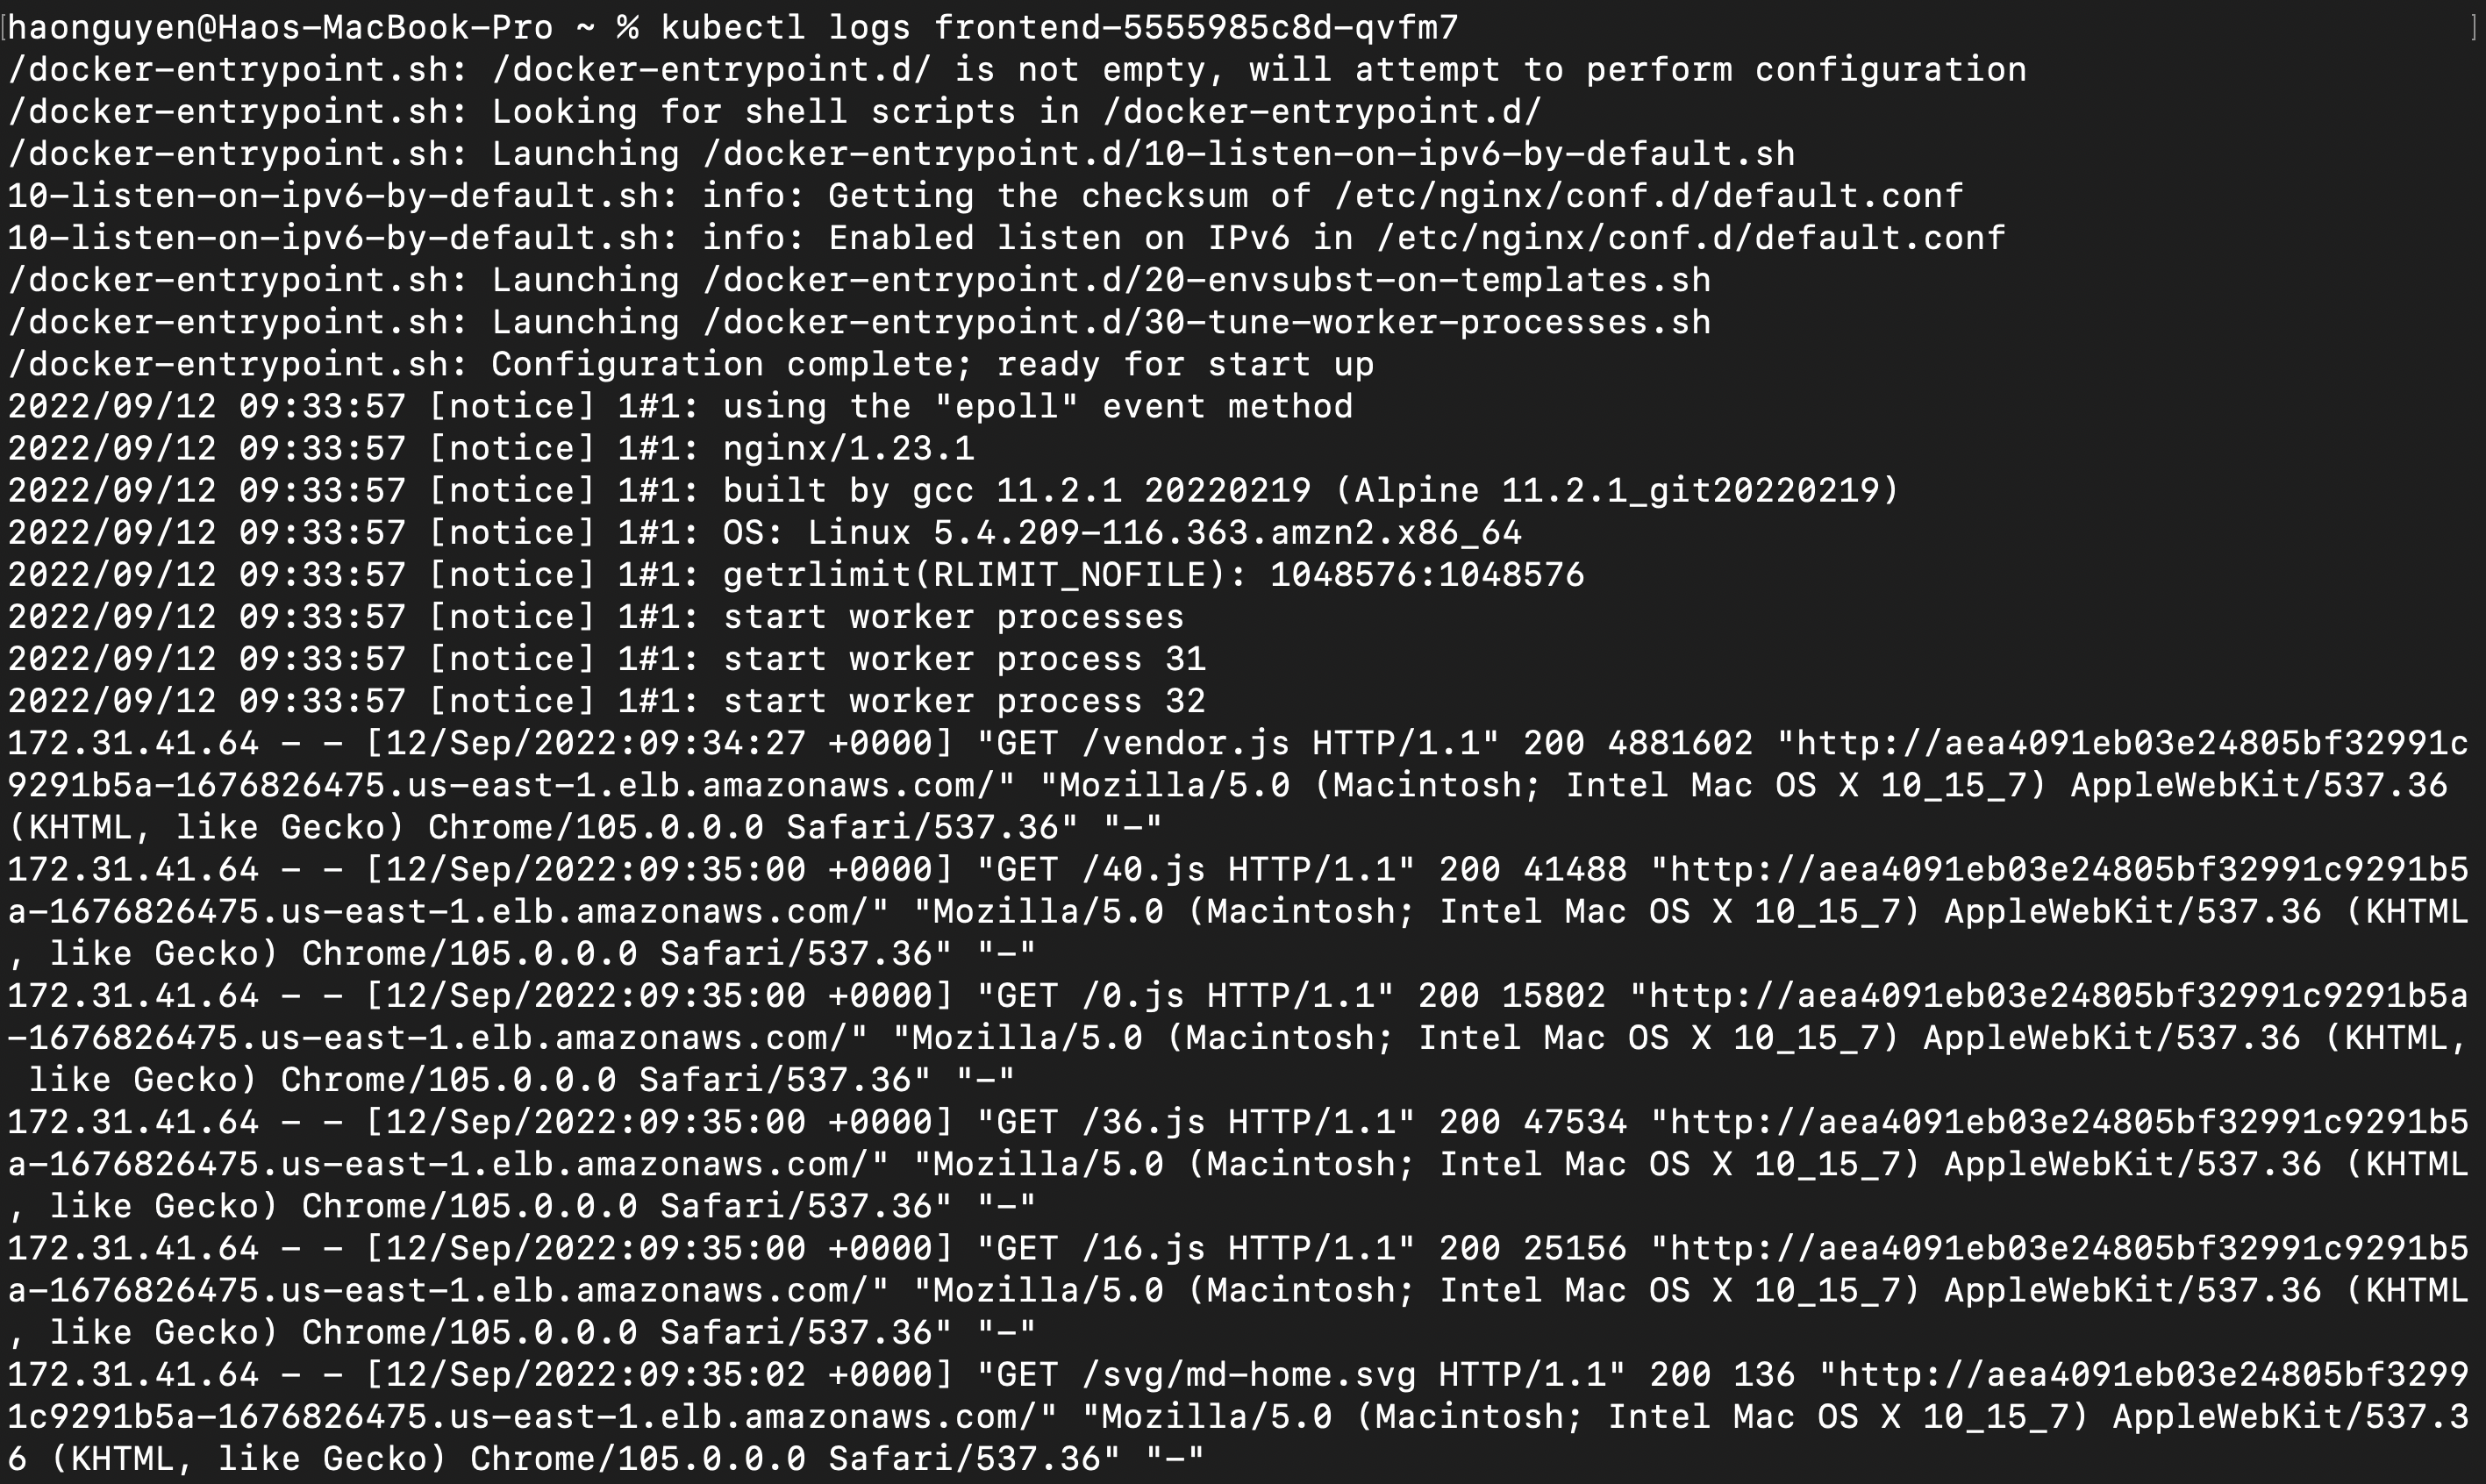 haonguyen@Haos-MacBook-Pro ~ % kubectl logs frontend-5555985c8d-qvfm7
/docker-entrypoint.sh: /docker-entrypoint.d/ is not empty, will attempt to perform configuration
/docker-entrypoint.sh: Looking for shell scripts in /docker-entrypoint.d/
/docker-entrypoint.sh: Launching /docker-entrypoint.d/10-listen-on-ipv6-by-default.sh
10-listen-on-ipv6-by-default.sh: info: Getting the checksum of /etc/nginx/conf.d/default.conf
10-listen-on-ipv6-by-default.sh: info: Enabled listen on IPv6 in /etc/nginx/conf.d/default.conf
/docker-entrypoint.sh: Launching /docker-entrypoint.d/20-envsubst-on-templates.sh
/docker-entrypoint.sh: Launching /docker-entrypoint.d/30-tune-worker-processes.sh
/docker-entrypoint.sh: Configuration complete; ready for start up
2022/09/12 09:33:57 [notice] 1#1: using the "epoll" event method
2022/09/12 09:33:57 [notice] 1#1: nginx/1.23.1
2022/09/12 09:33:57 [notice] 1#1: built by gcc 11.2.1 20220219 (Alpine 11.2.1_git20220219)
2022/09/12 09:33:57 [notice] 1#1: OS: Linux 5.4.209-116.363.amzn2.x86_64
2022/09/12 09:33:57 [notice] 1#1: getrlimit(RLIMIT_NOFILE): 1048576:1048576
2022/09/12 09:33:57 [notice] 1#1: start worker processes
2022/09/12 09:33:57 [notice] 1#1: start worker process 31
2022/09/12 09:33:57 [notice] 1#1: start worker process 32
172.31.41.64 - - [12/Sep/2022:09:34:27 +0000] "GET /vendor.js HTTP/1.1" 200 4881602 "http://aea4091eb03e24805bf32991c
9291b5a-1676826475.us-east-1.elb.amazonaws.com/" "Mozilla/5.0 (Macintosh; Intel Mac OS X 10_15_7) AppleWebKit/537.36
(KHTML, like Gecko) Chrome/105.0.0.0 Safari/537.36" "-"
172.31.41.64 - - [12/Sep/2022:09:35:00 +0000] "GET /40.js HTTP/1.1" 200 41488 "http://aea4091eb03e24805bf32991c9291b5
a-1676826475.us-east-1.elb.amazonaws.com/" "Mozilla/5.0 (Macintosh; Intel Mac OS X 10_15_7) AppleWebKit/537.36 (KHTML
, like Gecko) Chrome/105.0.0.0 Safari/537.36" "-"
172.31.41.64 - - [12/Sep/2022:09:35:00 +0000] "GET /0.js HTTP/1.1" 200 15802 "http://aea4091eb03e24805bf32991c9291b5a
-1676826475.us-east-1.elb.amazonaws.com/" "Mozilla/5.0 (Macintosh; Intel Mac OS X 10_15_7) AppleWebKit/537.36 (KHTML,
 like Gecko) Chrome/105.0.0.0 Safari/537.36" "-"
172.31.41.64 - - [12/Sep/2022:09:35:00 +0000] "GET /36.js HTTP/1.1" 200 47534 "http://aea4091eb03e24805bf32991c9291b5
a-1676826475.us-east-1.elb.amazonaws.com/" "Mozilla/5.0 (Macintosh; Intel Mac OS X 10_15_7) AppleWebKit/537.36 (KHTML
, like Gecko) Chrome/105.0.0.0 Safari/537.36" "-"
172.31.41.64 - - [12/Sep/2022:09:35:00 +0000] "GET /16.js HTTP/1.1" 200 25156 "http://aea4091eb03e24805bf32991c9291b5
a-1676826475.us-east-1.elb.amazonaws.com/" "Mozilla/5.0 (Macintosh; Intel Mac OS X 10_15_7) AppleWebKit/537.36 (KHTML
, like Gecko) Chrome/105.0.0.0 Safari/537.36" "-"
172.31.41.64 - - [12/Sep/2022:09:35:02 +0000] "GET /svg/md-home.svg HTTP/1.1" 200 136 "http://aea4091eb03e24805bf3299
1c9291b5a-1676826475.us-east-1.elb.amazonaws.com/" "Mozilla/5.0 (Macintosh; Intel Mac OS X 10_15_7) AppleWebKit/537.3
6 (KHTML, like Gecko) Chrome/105.0.0.0 Safari/537.36" "-"